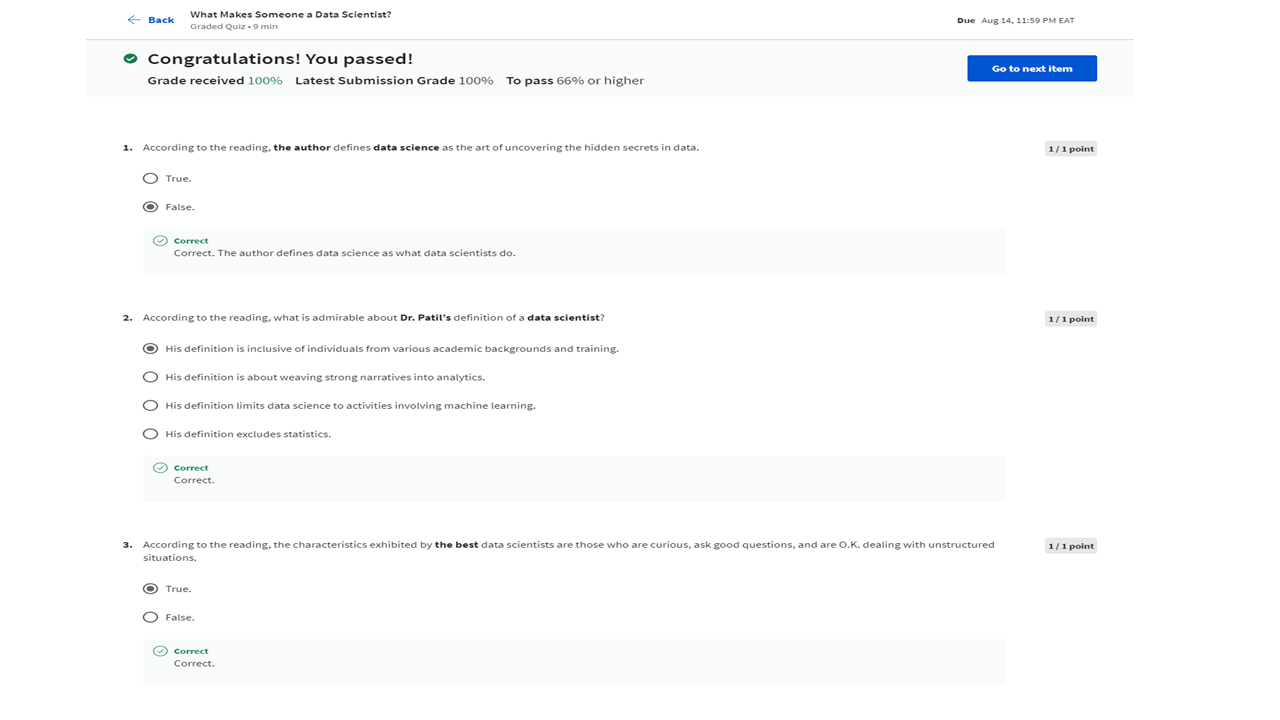 Back
What Makes Someone a Data Scientist?
Graded Quiz • 9 min
Due Aug 14, 11:59 PM EAT
Congratulations! You passed!
Grade received 100% Latest Submission Grade 100% To pass 66% or higher
Go to next item
1. According to the reading, the author defines data science as the art of uncovering the hidden secrets in data.
1 / 1 point
True.
False.
Correct
Correct. The author defines data science as what data scientists do.
2. According to the reading, what is admirable about Dr. Patil's definition of a data scientist?
1 / 1 point
His definition is inclusive of individuals from various academic backgrounds and training.
His definition is about weaving strong narratives into analytics.
His definition limits data science to activities involving machine learning.
His definition excludes statistics.
Correct
Correct.
3. According to the reading, the characteristics exhibited by the best data scientists are those who are curious, ask good questions, and are O.K. dealing with unstructured
situations.
1 / 1 point
True.
False.
Correct
Correct.